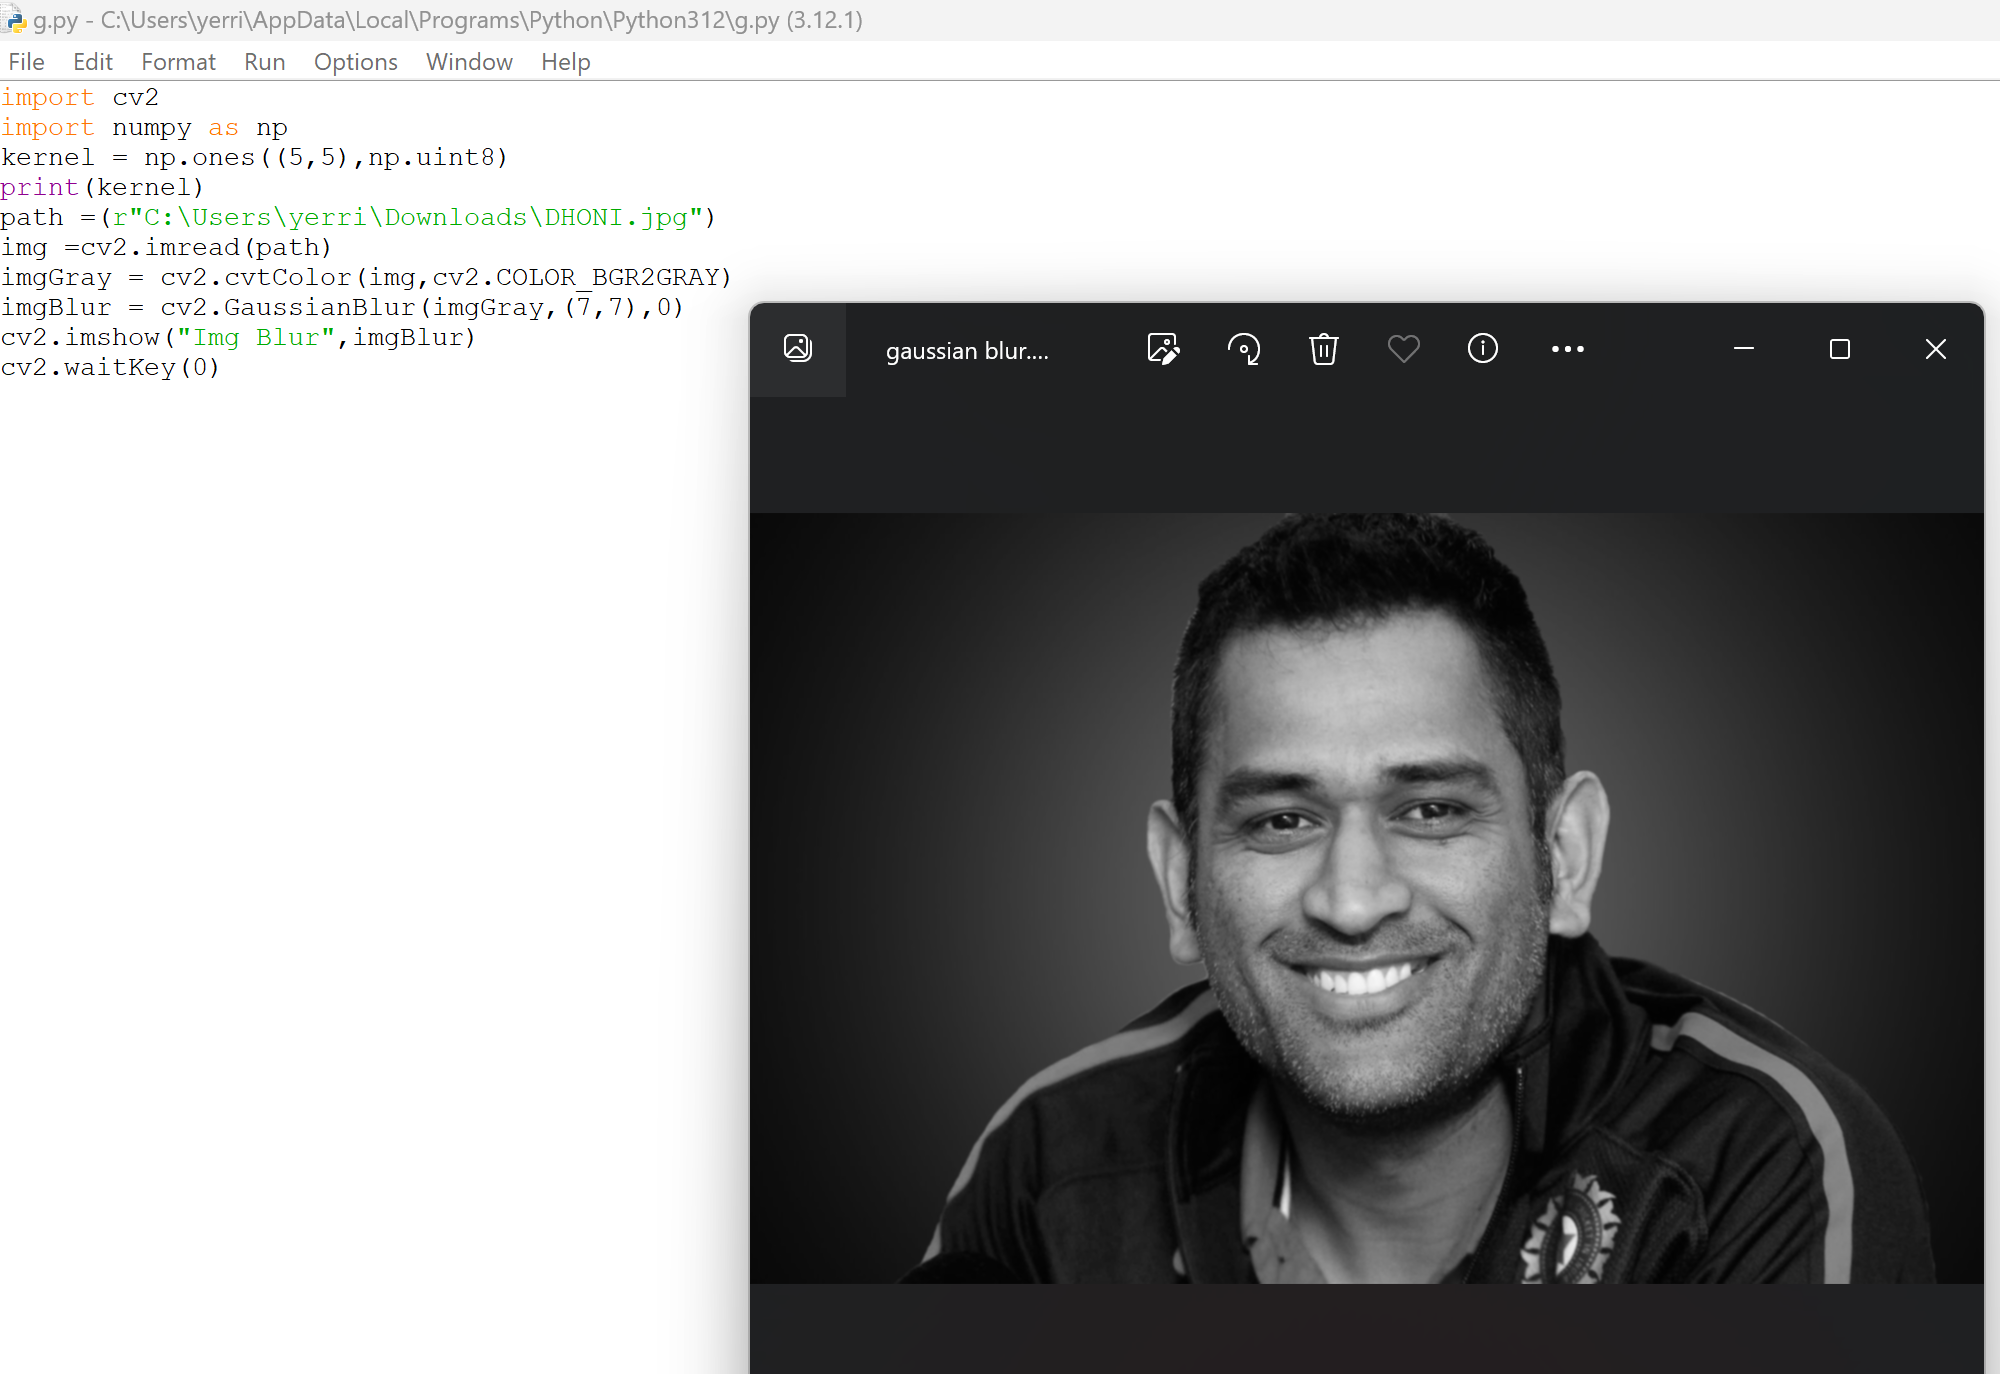 g.py - C:\Users\yerri\AppData\Local\Programs\Python\Python312\g.py (3.12.1)
File Edit Format Run Options Window Help
import cv2
import numpy as np
kernel = np.ones((5,5),np.uint8)
print(kernel)
path =(r"C:\Users\yerri\Downloads\DHONI.jpg")
img =cv2.imread(path)
imgGray = cv2.cvtColor(img,cv2.COLOR_BGR2GRAY)
imgBlur = cv2.GaussianBlur(imgGray,(7,7),0)
cv2.imshow("Img Blur",imgBlur)
cv2.waitKey(0)
gaussian blur....